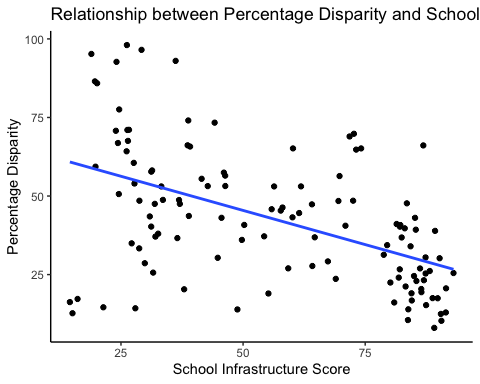 Relationship between Percentage Disparity and School
100
75
50
25
Percentage Disparity
25
50
75
School Infrastructure Score